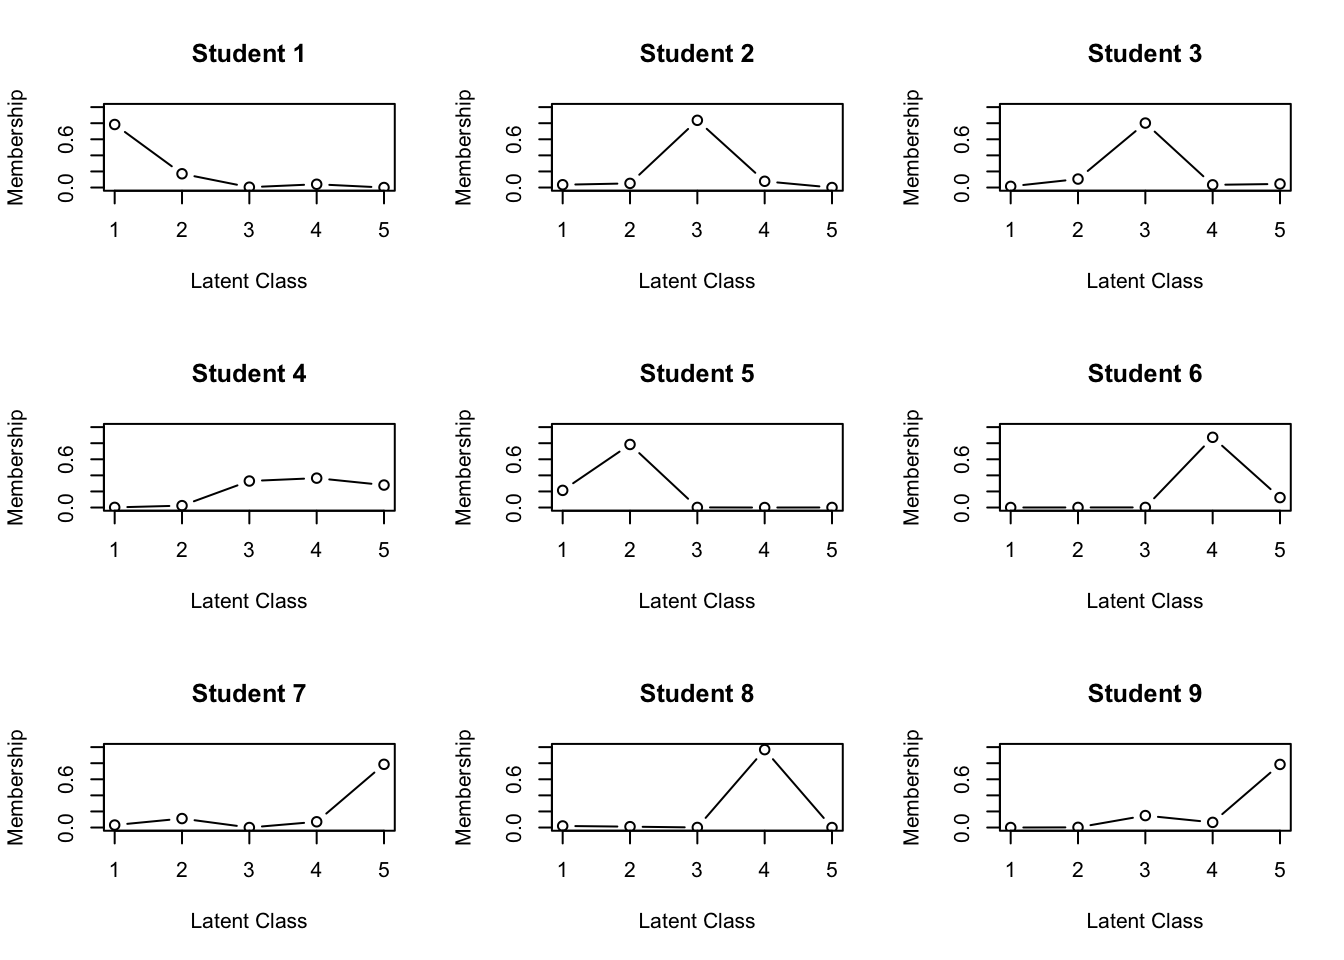 Student 1
Membership
0.0 0.6
1 2 3 4 5
Latent Class
Student 2
Membership
0.0 0.6
1 2 3 4 5
Latent Class
Student 3
Membership
0.0 0.6
1 2 3 4 5
Latent Class
Student 4
Membership
0.0 0.6
1 2 3 4 5
Latent Class
Student 5
Membership
0.0 0.6
1 2 3 4 5
Latent Class
Student 6
Membership
0.0 0.6
1 2 3 4 5
Latent Class
Student 7
Membership
0.0 0.6
1 2 3 4 5
Latent Class
Student 8
Membership
0.0 0.6
1 2 3 4 5
Latent Class
Student 9
Membership
0.0 0.6
1 2 3 4 5
Latent Class